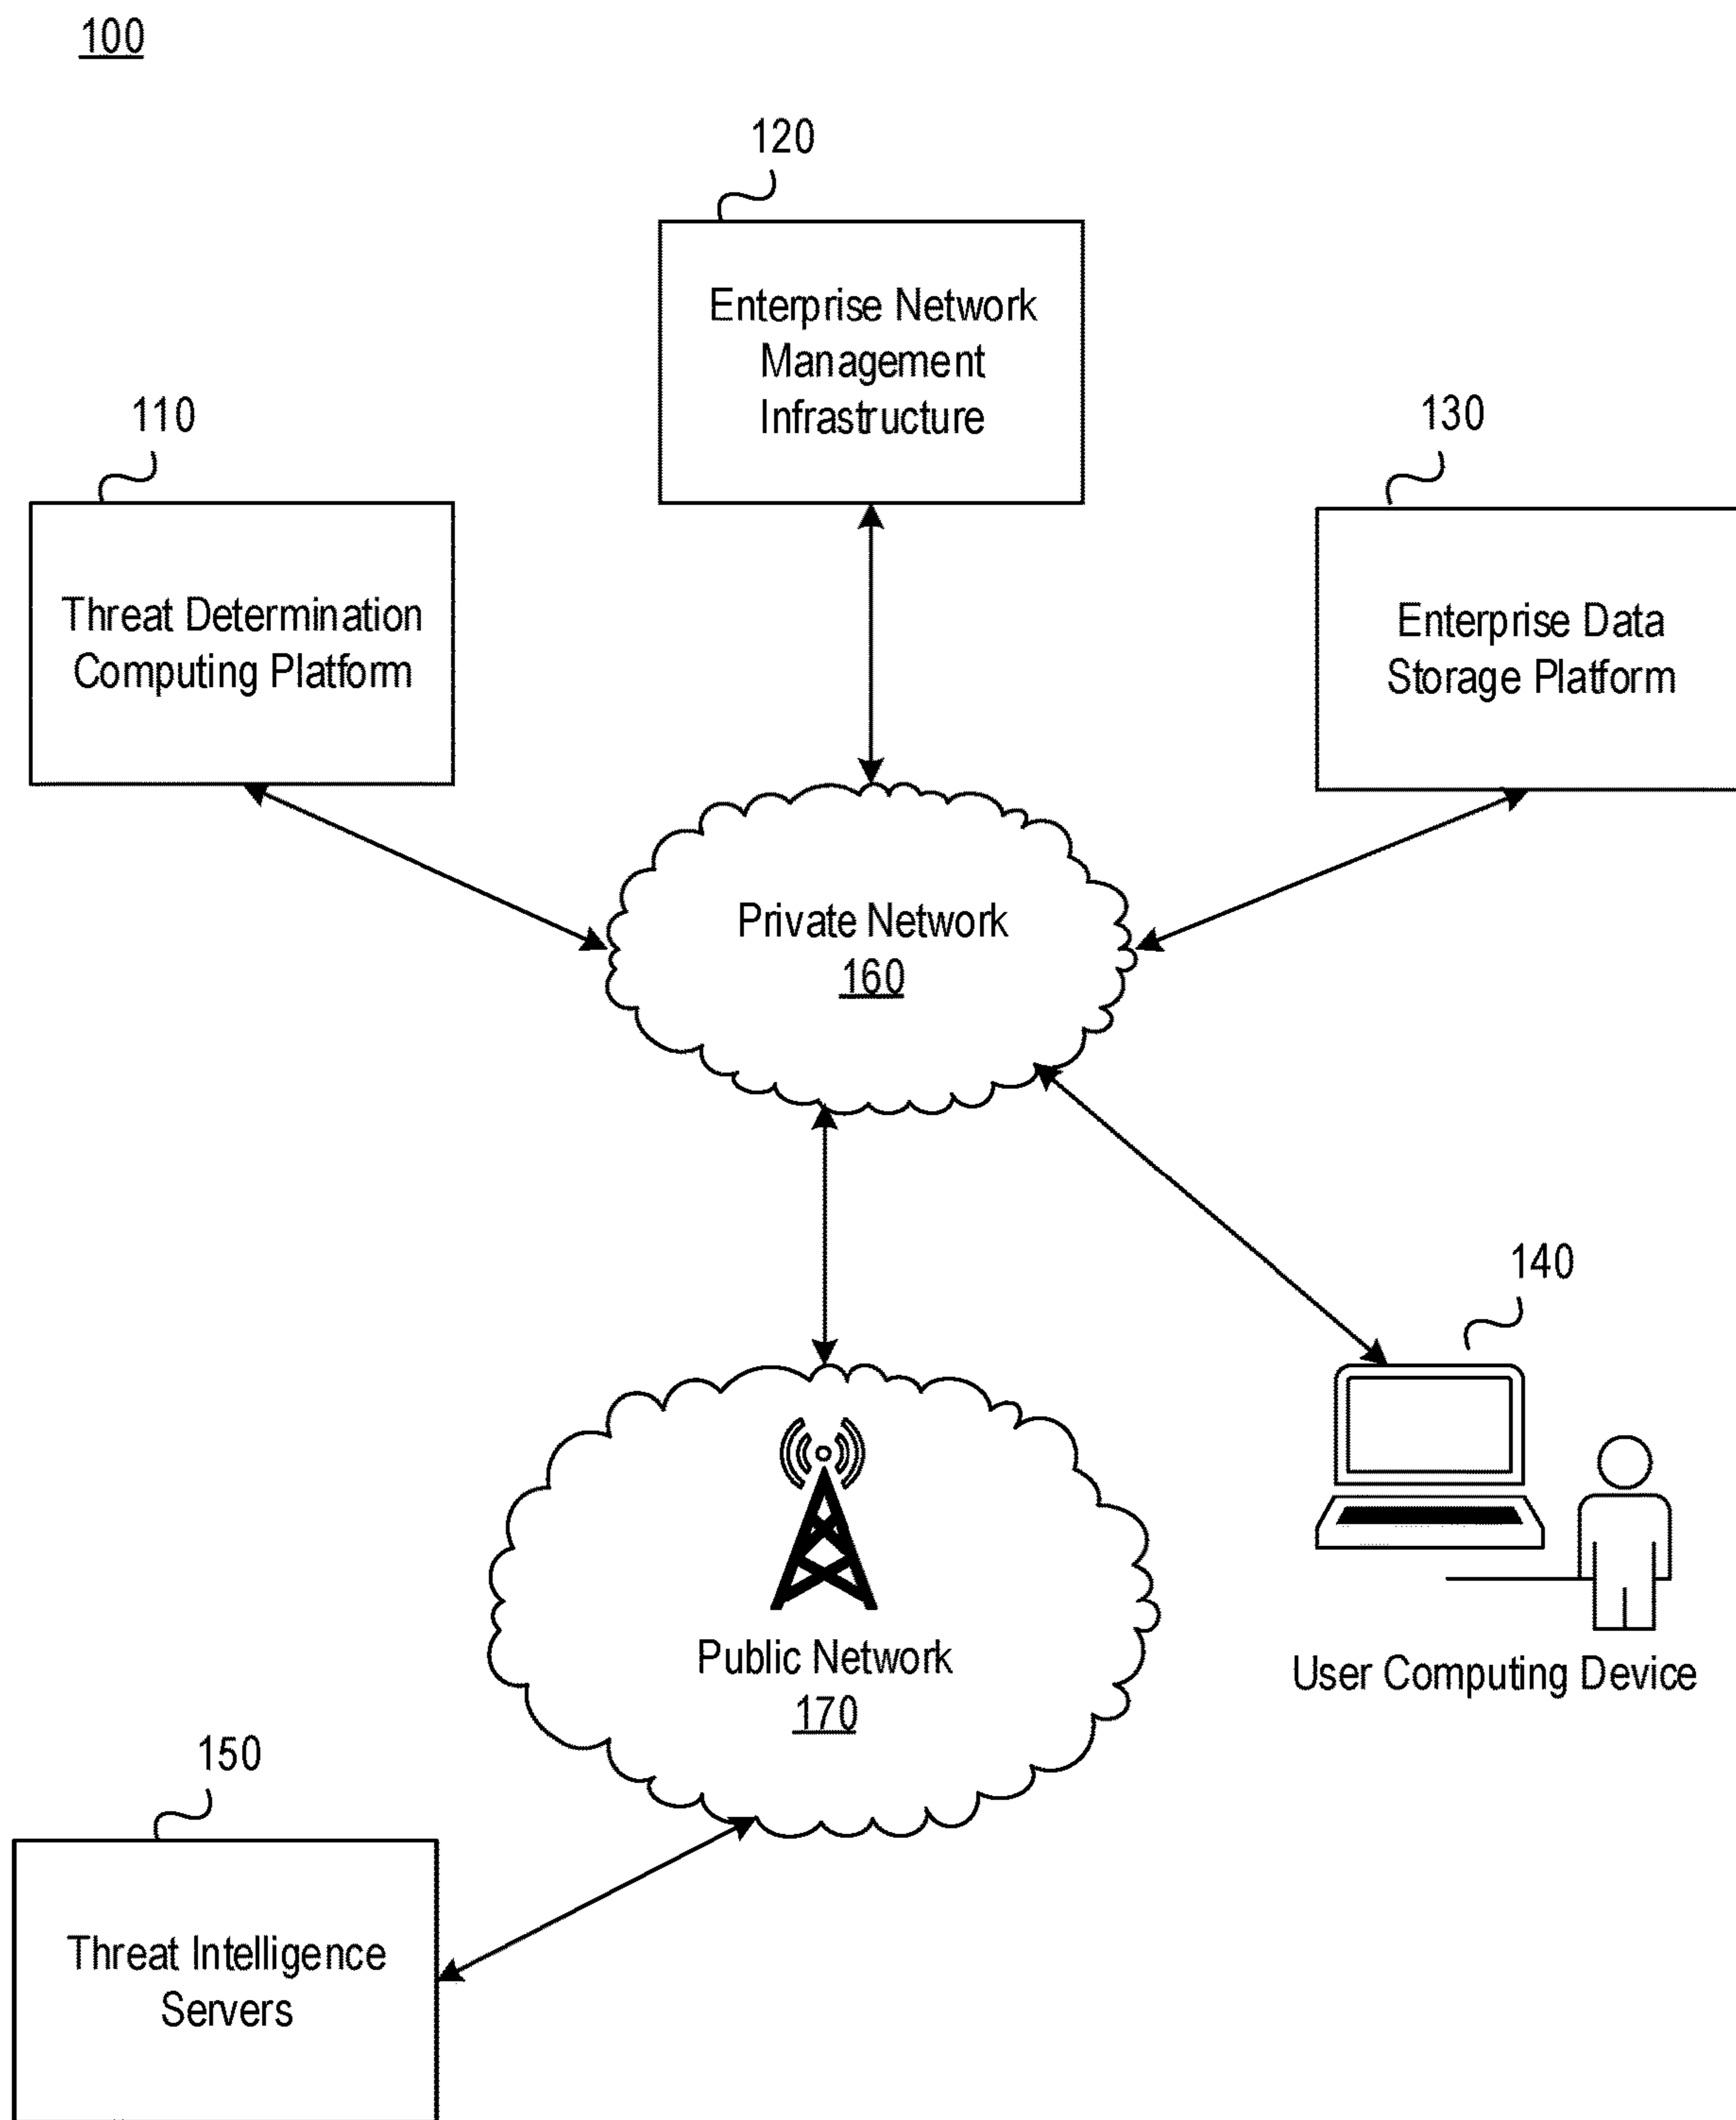 100
120
Enterprise Network
Management
Infrastructure
110
Threat Determination
Computing Platform
130
Enterprise Data
Storage Platform
Private Network
160
140
User Computing Device
Public Network
170
150
Threat Intelligence
Servers